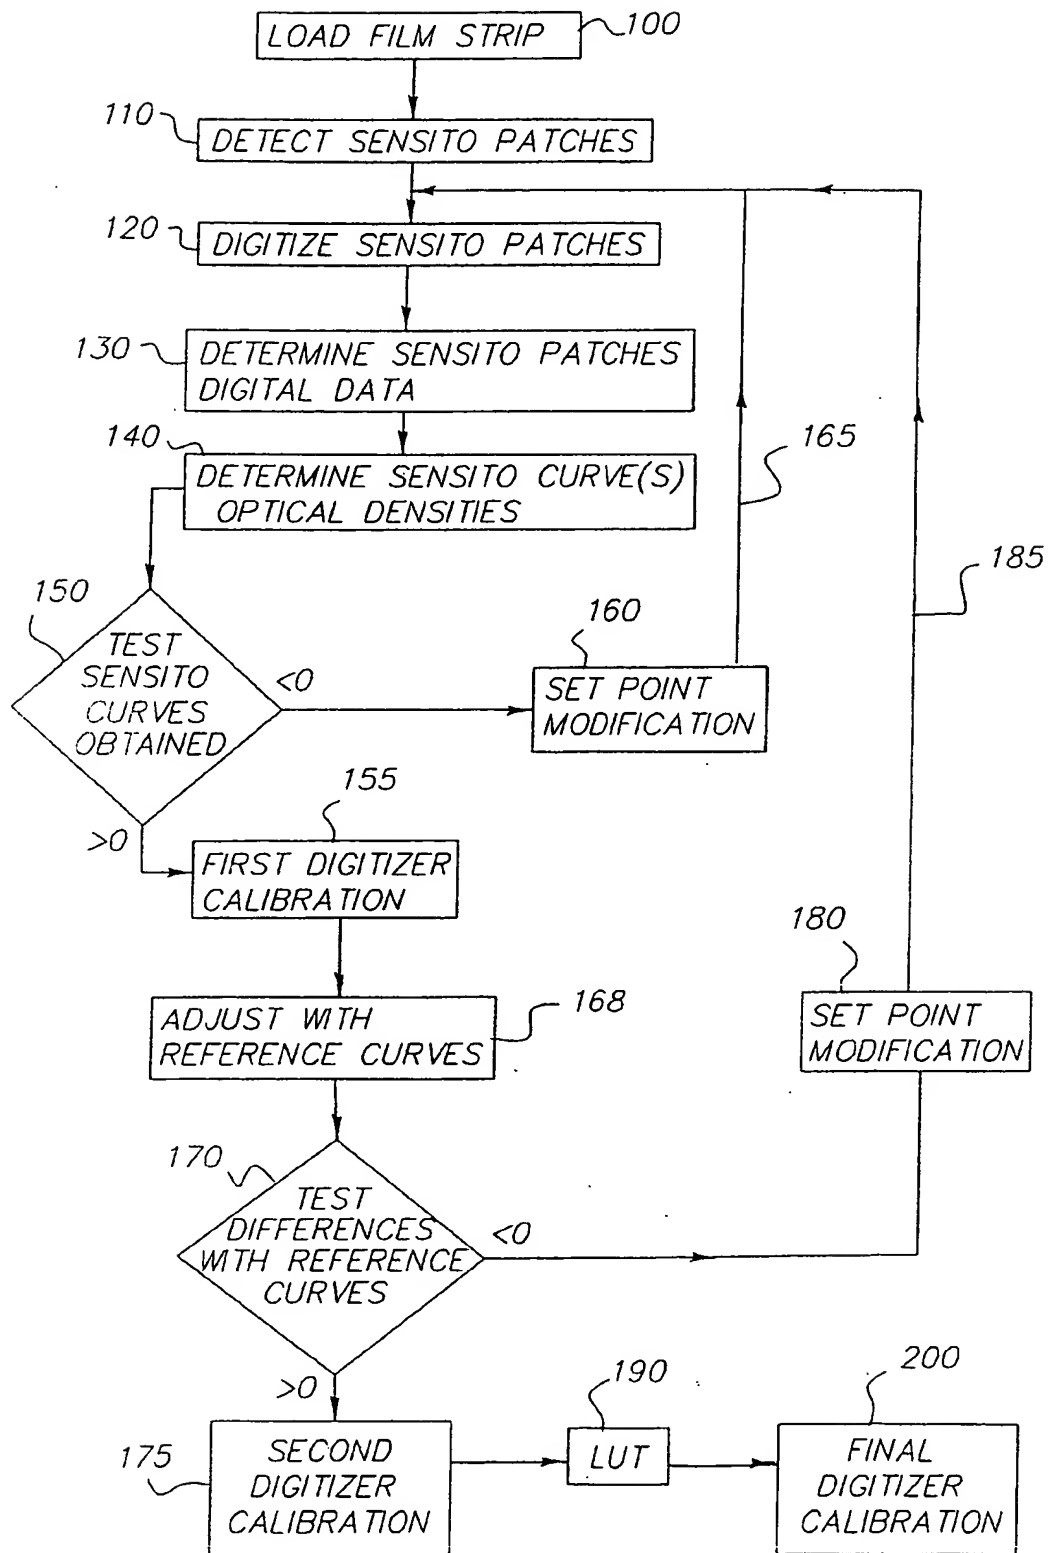 LOAD FILM STRIP
100
110
DETECT SENSITO PATCHES
120
DIGITIZE SENSITO PATCHES
130
DETERMINE SENSITO PATCHES
DIGITAL DATA
140
DETERMINE SENSITO CURVE(S)
OPTICAL DENSITIES
165
185
150
TEST
SENSITO
CURVES
OBTAINED
<0
160
SET POINT
MODIFICATION
>0
155
FIRST DIGITIZER
CALIBRATION
180
SET POINT
MODIFICATION
ADJUST WITH
REFERENCE CURVES
168
170
TEST
DIFFERENCES
WITH REFERENCE
CURVES
<0
>0
175
SECOND
DIGITIZER
CALIBRATION
190
LUT
200
FINAL
DIGITIZER
CALIBRATION